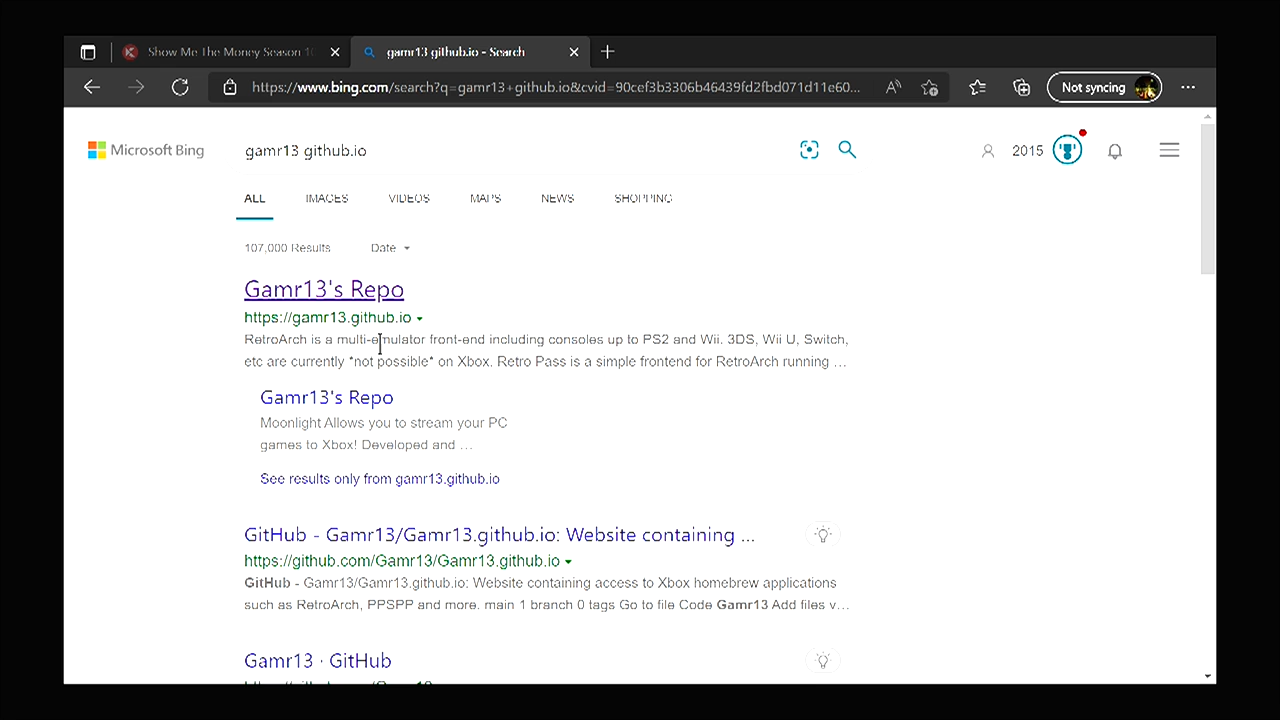 Show Me The Money Season 10
gamr13 github.io - Search
https://www.bing.com/search?q=gamr13+github.io&cvid=90cef3b3306b46439fd2fbd071d11e60...
Not syncing
Microsoft Bing
gamr13 github.io
2015
ALL IMAGES VIDEOS MAPS NEWS SHOPPING
107,000 Results Date
Gamr13's Repo
https://gamr13.github.io
RetroArch is a multi-emulator front-end including consoles up to PS2 and Wii. 3DS, Wii U, Switch,
etc are currently *not possible* on Xbox. Retro Pass is a simple frontend for RetroArch running ...
Gamr13's Repo
Moonlight Allows you to stream your PC
games to Xbox! Developed and ...
See results only from gamr13.github.io
GitHub - Gamr13/Gamr13.github.io: Website containing ...
https://github.com/Gamr13/Gamr13.github.io
GitHub - Gamr13/Gamr13.github.io: Website containing access to Xbox homebrew applications
such as RetroArch, PPSPP and more. main 1 branch 0 tags Go to file Code Gamr13 Add files v...
Gamr13 · GitHub